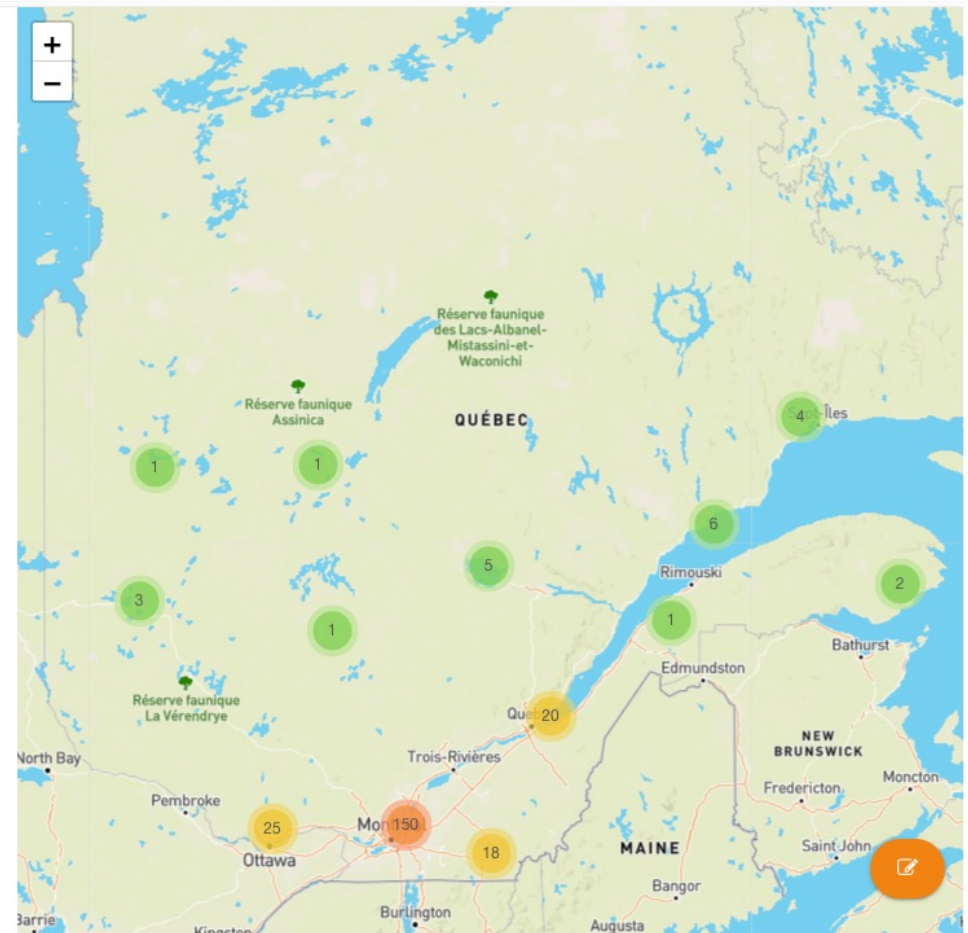 +
−
Réserve faunique
des Lacs-Albanel-
Mistassini-et-
Waconichi
Réserve faunique
Assinica
QUÉBEC
4
Sept-Îles
1
1
6
5
Rimouski
2
3
1
1
Bathurst
Edmundston
Réserve faunique
La Vérendrye
20
NEW
BRUNSWICK
North Bay
Trois-Rivières
Moncton
Fredericton
Pembroke
150
25
Ottawa
18
MAINE
Saint John
Bangor
Burlington
Augusta